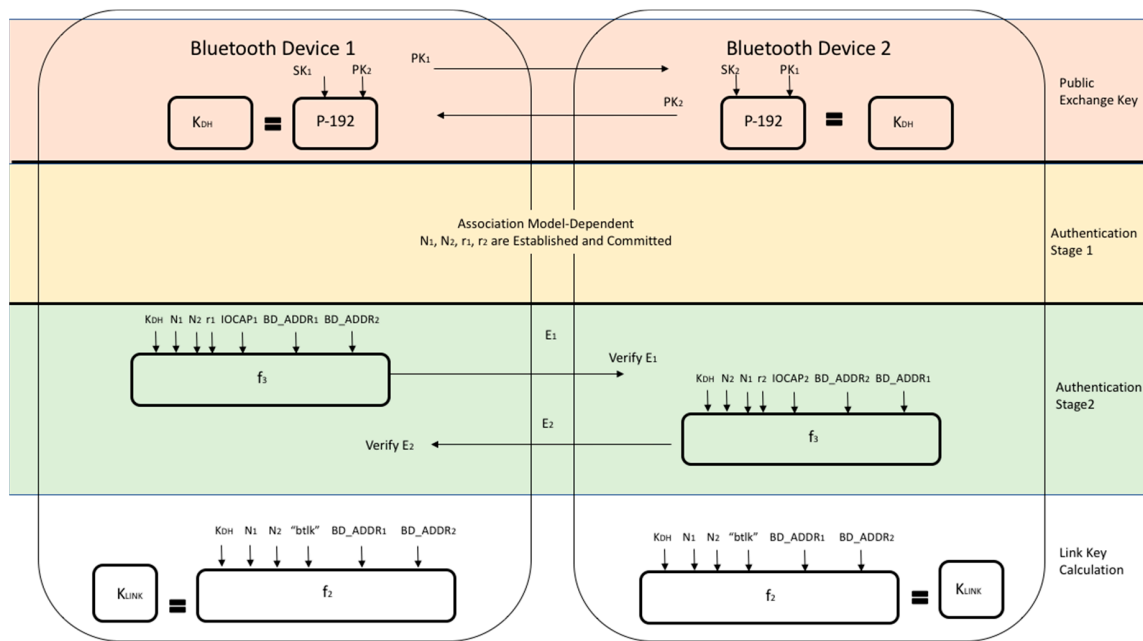 Bluetooth Device 1
Bluetooth Device 2
PK₁
SK₁ PK₂
SK₂ PK₁
Public
Exchange Key
PK₂
KDH = P-192
P-192 = KDH
Association Model-Dependent
N₁, N₂, r₁, r₂ are Established and Committed
Authentication
Stage 1
KDH N₁ N₂ r₁ IOCAP₁ BD_ADDR₁ BD_ADDR₂
E₁
Verify E₁
f₃
KDH N₂ N₁ r₂ IOCAP₂ BD_ADDR₂ BD_ADDR₁
Authentication
Stage2
E₂
Verify E₂
f₃
KDH N₁ N₂ “btlk” BD_ADDR₁ BD_ADDR₂
KDH N₁ N₂ “btlk” BD_ADDR₁ BD_ADDR₂
Link Key
Calculation
KLINK = f₂
f₂ = KLINK